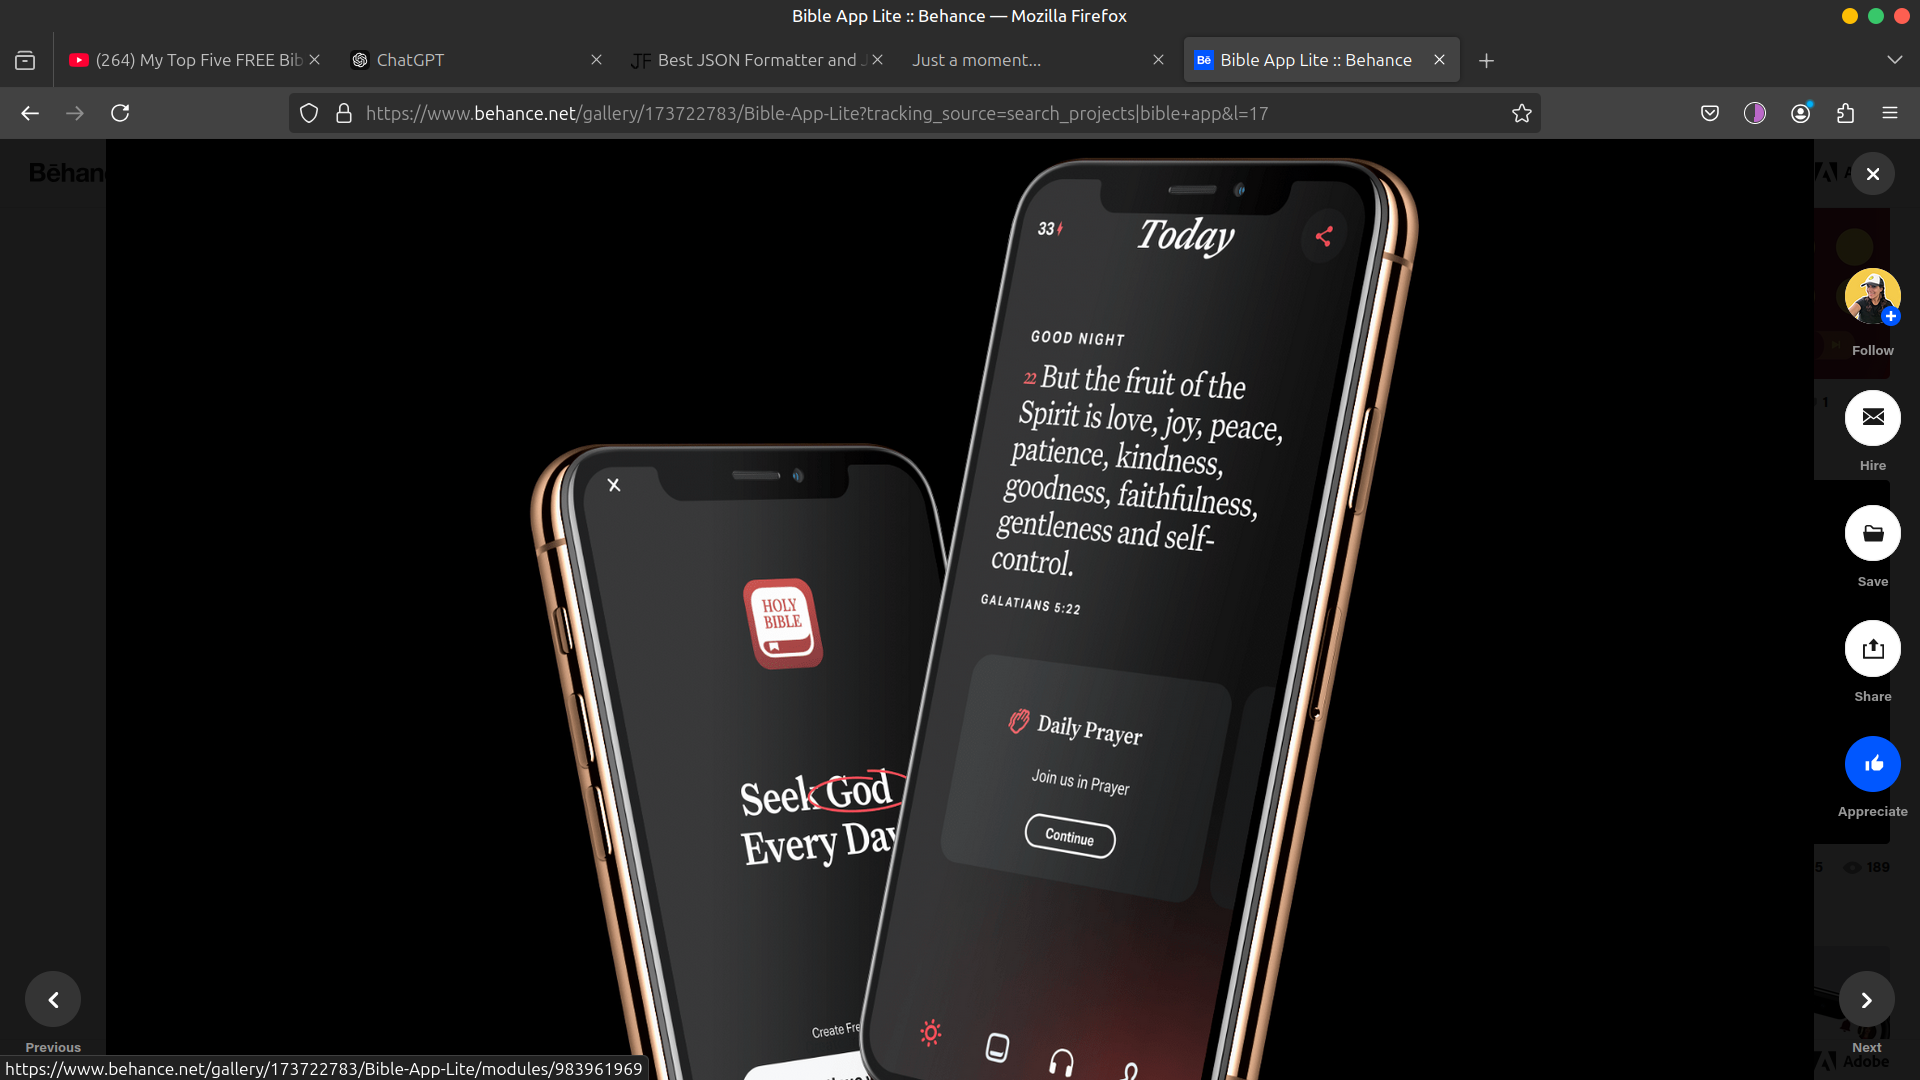 Bible App Lite :: Behance — Mozilla Firefox
(264) My Top Five FREE Bib
ChatGPT
JF Best JSON Formatter and J
Just a moment...
Bē Bible App Lite :: Behance
https://www.behance.net/gallery/173722783/Bible-App-Lite?tracking_source=search_projects|bible+app&l=17
Bēhan
33
Today
GOOD NIGHT
22 But the fruit of the
Spirit is love, joy, peace,
patience, kindness,
goodness, faithfulness,
gentleness and self-
control.
GALATIANS 5:22
Daily Prayer
Join us in Prayer
Continue
HOLY
BIBLE
Seek God
Every Day
Create Fre
Follow
1
Hire
Save
Share
Appreciate
5
189
Previous
Next
Adobe
https://www.behance.net/gallery/173722783/Bible-App-Lite/modules/983961969